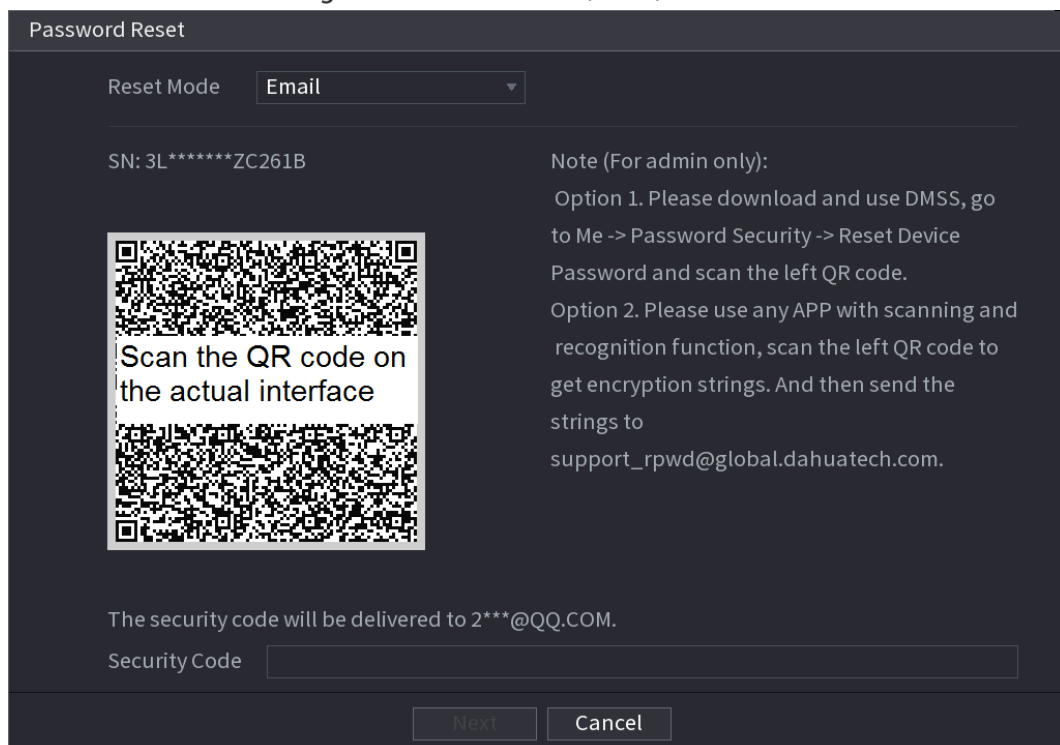 Password Reset
Reset Mode Email
SN: 3L*******ZC261B
Note (For admin only):
Option 1. Please download and use DMSS, go
to Me -> Password Security -> Reset Device
Password and scan the left QR code.
Option 2. Please use any APP with scanning and
recognition function, scan the left QR code to
get encryption strings. And then send the
strings to
support_rpwd@global.dahuatech.com.
Scan the QR code on
the actual interface
The security code will be delivered to 2***@QQ.COM.
Security Code
Next Cancel